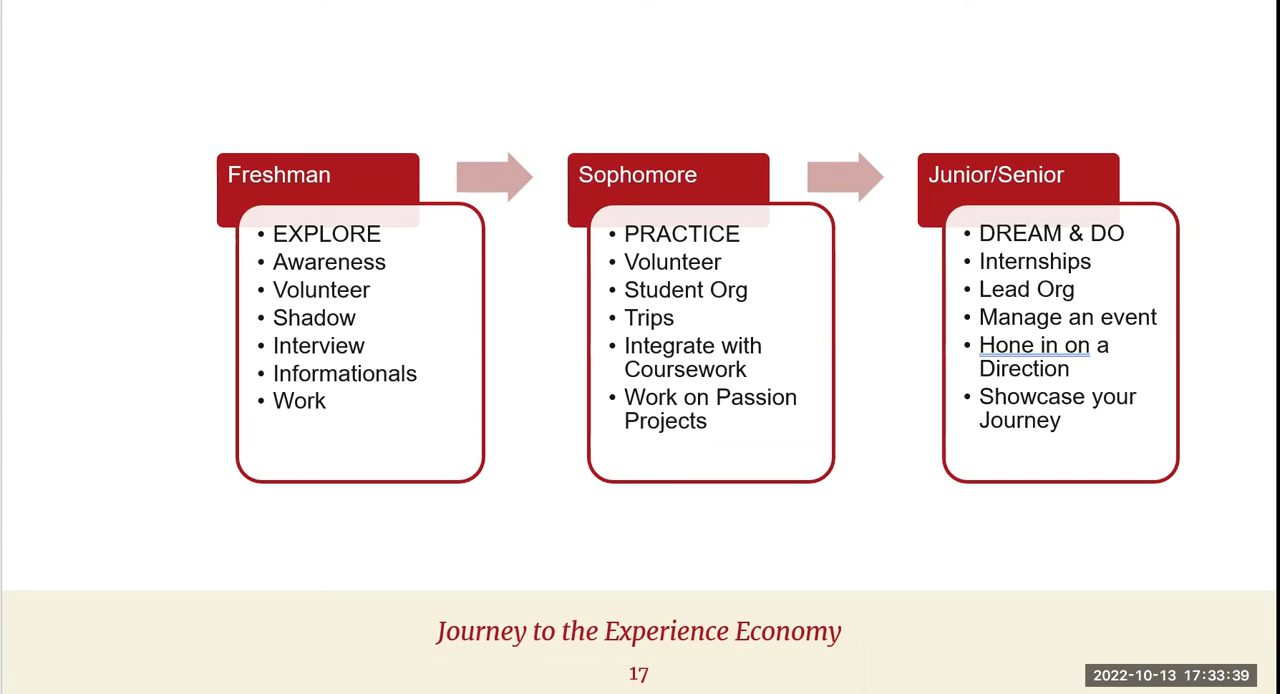 Freshman
• EXPLORE
• Awareness
• Volunteer
• Shadow
• Interview
• Informationals
• Work
Sophomore
• PRACTICE
• Volunteer
• Student Org
• Trips
• Integrate with
Coursework
• Work on Passion
Projects
Junior/Senior
• DREAM & DO
• Internships
• Lead Org
• Manage an event
• Hone in on a
Direction
• Showcase your
Journey
Journey to the Experience Economy
17
2022-10-13 17:33:39